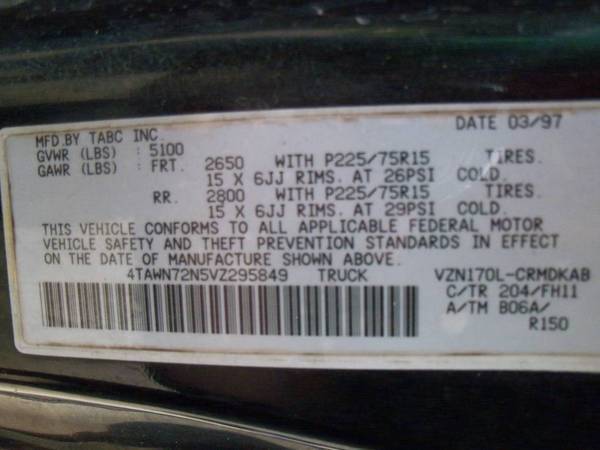 DATE 03/97
MFD.BY TABC INC.
GVWR (LBS) : 5100
GAWR (LBS) : FRT. 2650 WITH P225/75R15 TIRES.
15 X 6JJ RIMS. AT 26PSI COLD.
RR. 2800 WITH P225/75R15 TIRES.
15 X 6JJ RIMS. AT 29PSI COLD.
THIS VEHICLE CONFORMS TO ALL APPLICABLE FEDERAL MOTOR
VEHICLE SAFETY AND THEFT PREVENTION STANDARDS IN EFFECT
ON THE DATE OF MANUFACTURE SHOWN ABOVE.
4TAWN72N5VZ295849 TRUCK VZN170L-CRMDKAB
C/TR 204/FH11
A/TM B06A/
R150